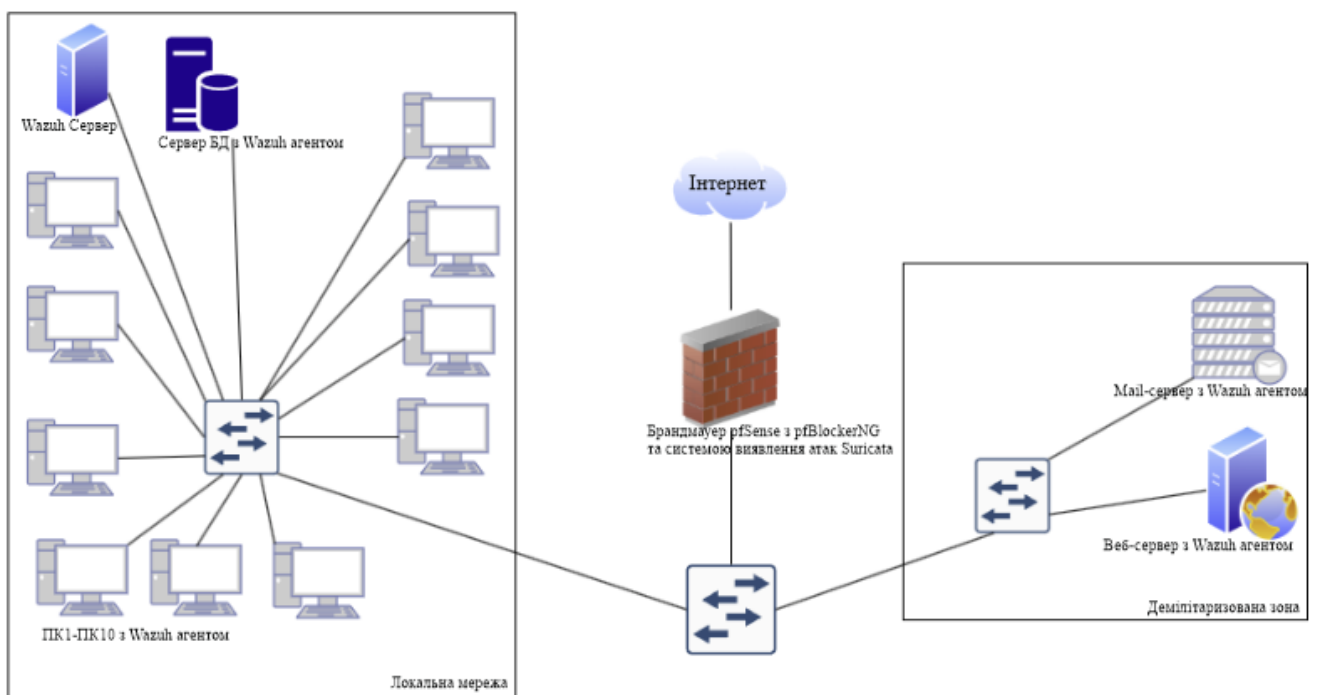 Wazuh Сервер
Сервер БД з Wazuh агентом
Інтернет
Брандмауер pfSense з pfBlockerNG
та системою виявлення атак Suricata
Mail-сервер з Wazuh агентом
Веб-сервер з Wazuh агентом
Демілітаризована зона
ПК1-ПК10 з Wazuh агентом
Локальна мережа